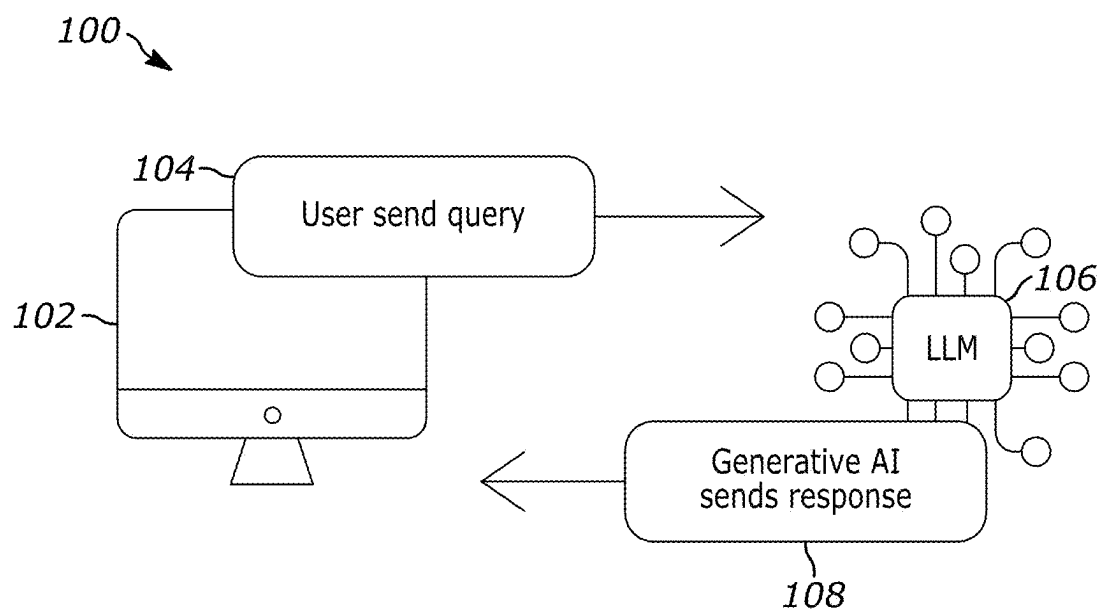 100
104
User send query
102
106
LLM
Generative AI
sends response
108